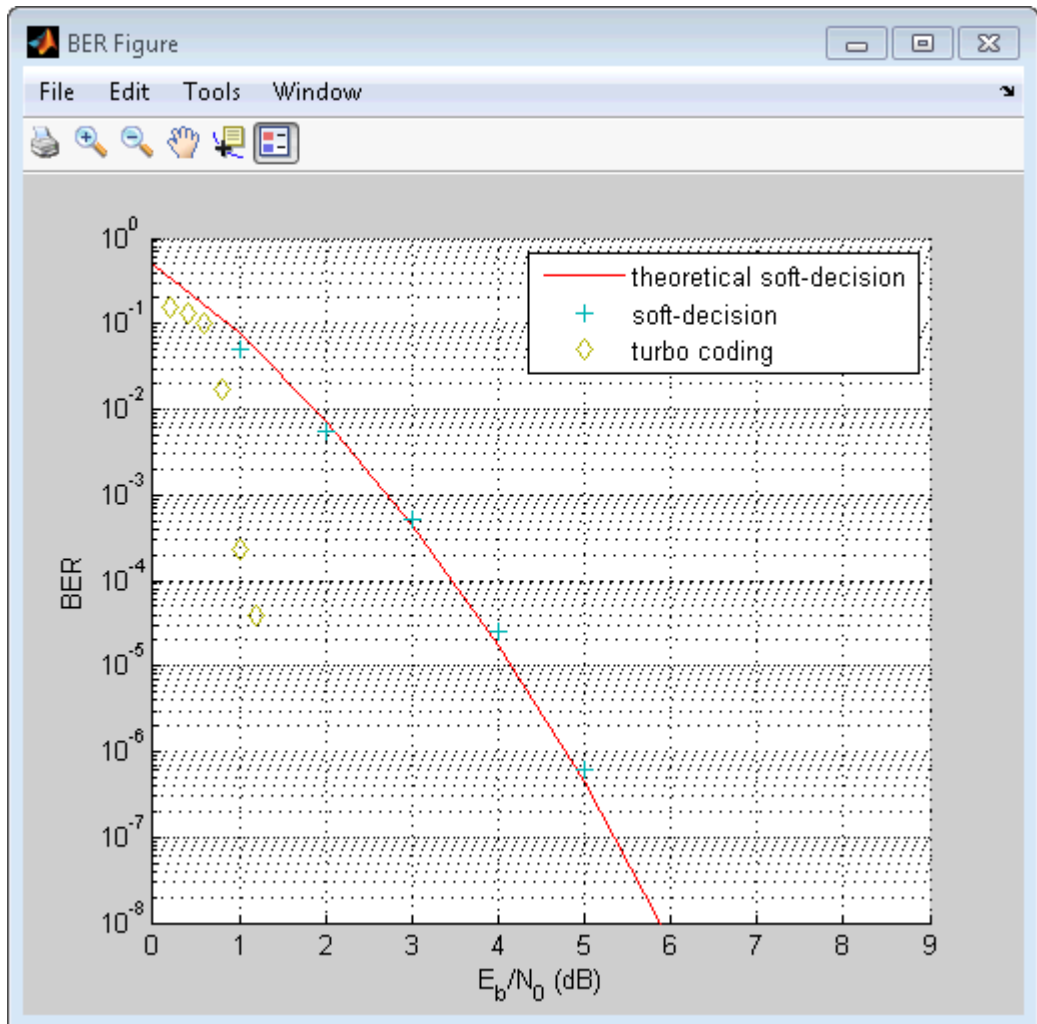 BER Figure
File Edit Tools Window
10^0
10^-1
10^-2
10^-3
10^-4
10^-5
10^-6
10^-7
10^-8
BER
theoretical soft-decision
soft-decision
turbo coding
0 1 2 3 4 5 6 7 8 9
E_b/N_0 (dB)